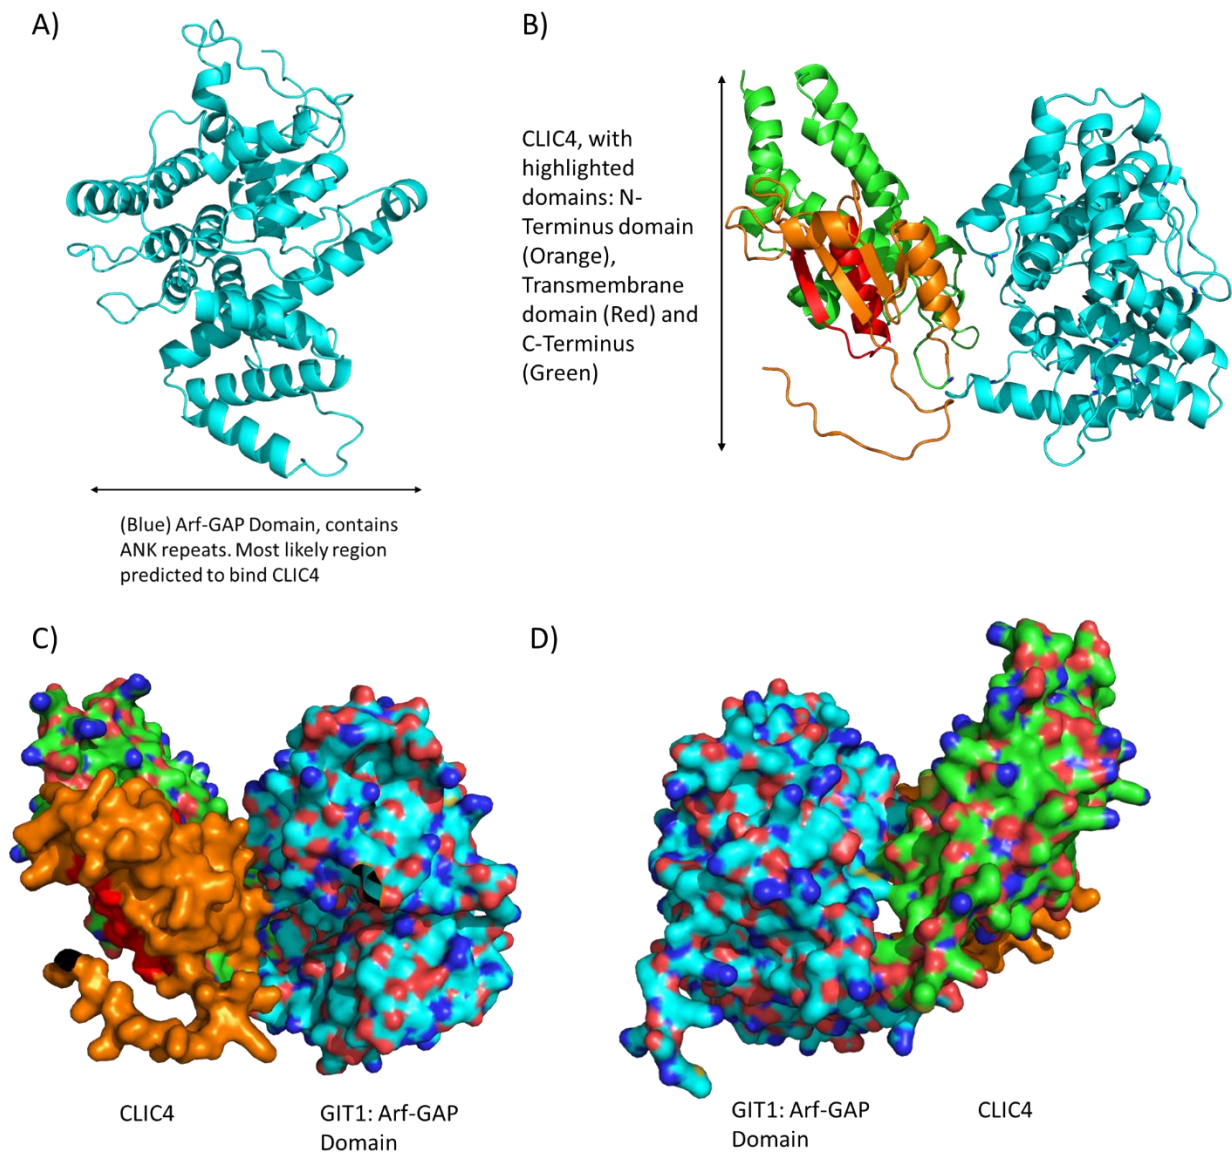 A)
B)
CLIC4, with
highlighted
domains: N-
Terminus domain
(Orange),
Transmembrane
domain (Red) and
C-Terminus
(Green)
(Blue) Arf-GAP Domain, contains
ANK repeats. Most likely region
predicted to bind CLIC4
C)
D)
CLIC4
GIT1: Arf-GAP
Domain
GIT1: Arf-GAP
Domain
CLIC4